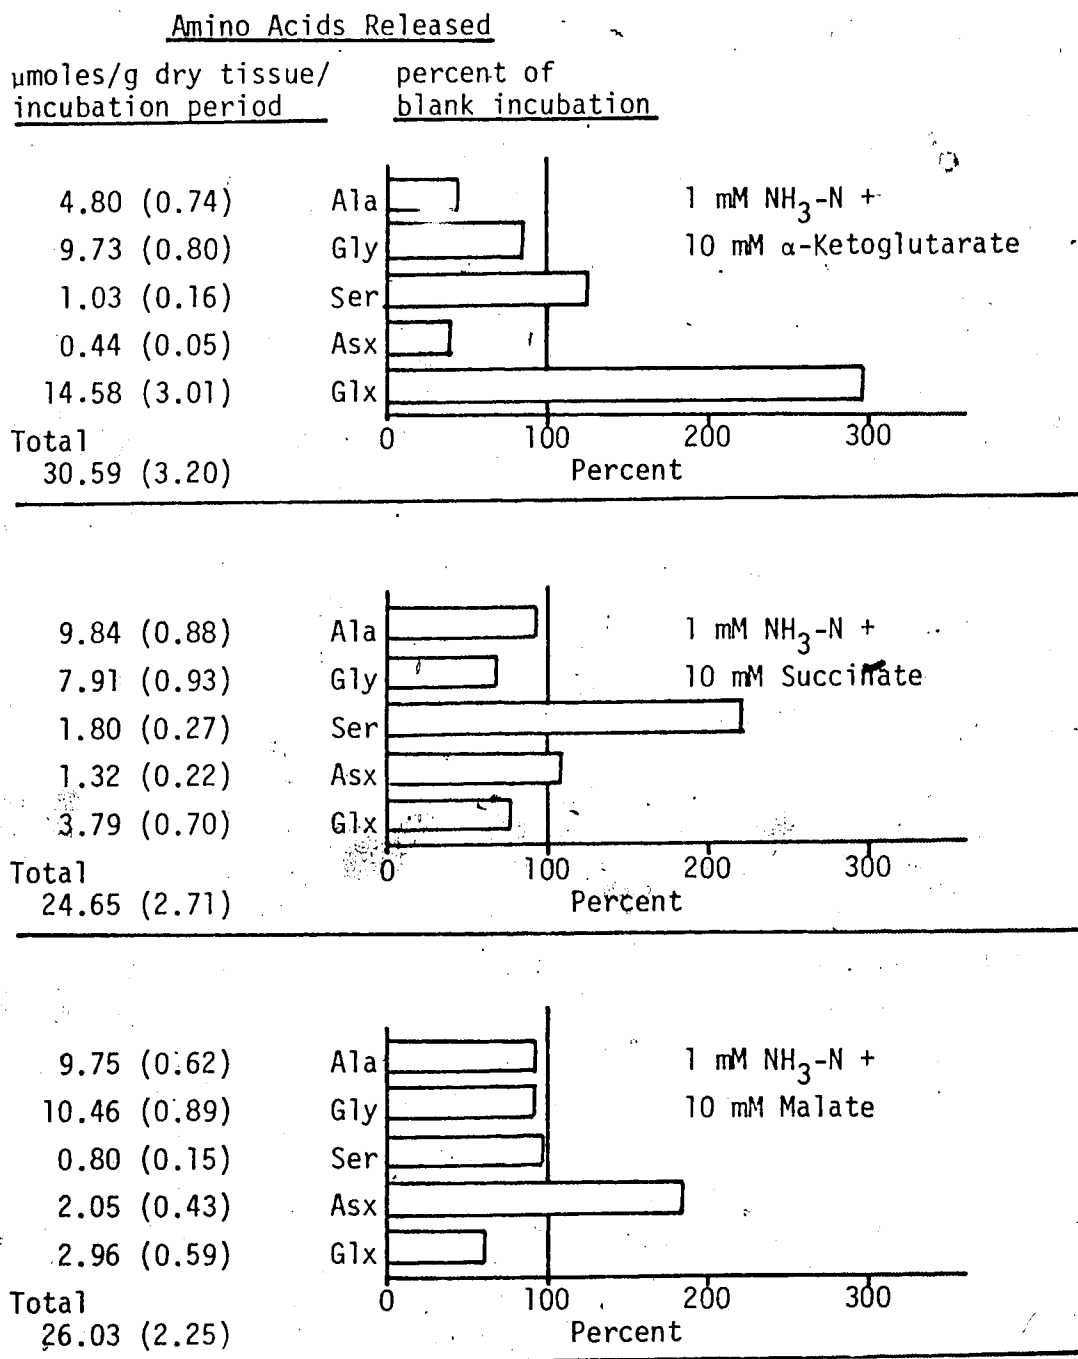 Amino Acids Released
µmoles/g dry tissue/ percent of
incubation period blank incubation
4.80 (0.74) Ala 1 mM NH3-N +
9.73 (0.80) Gly 10 mM α-Ketoglutarate
1.03 (0.16) Ser
0.44 (0.05) Asx
14.58 (3.01) Glx
0 100 200 300
Total
30.59 (3.20) Percent
9.84 (0.88) Ala 1 mM NH3-N +
7.91 (0.93) Gly 10 mM Succinate
1.80 (0.27) Ser
1.32 (0.22) Asx
3.79 (0.70) Glx
0 100 200 300
Total
24.65 (2.71) Percent
9.75 (0.62) Ala 1 mM NH3-N +
10.46 (0.89) Gly 10 mM Malate
0.80 (0.15) Ser
2.05 (0.43) Asx
2.96 (0.59) Glx
0 100 200 300
Total
26.03 (2.25) Percent